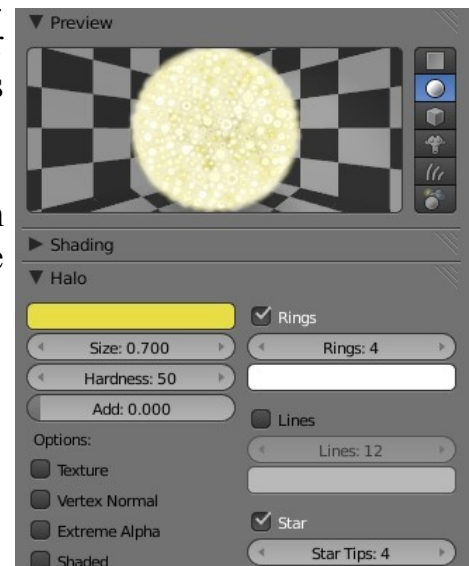 Preview
Shading
Halo
Rings
Size: 0.700
Rings: 4
Hardness: 50
Add: 0.000
Lines
Options:
Lines: 12
Texture
Vertex Normal
Star
Extreme Alpha
Star Tips: 4
Shaded